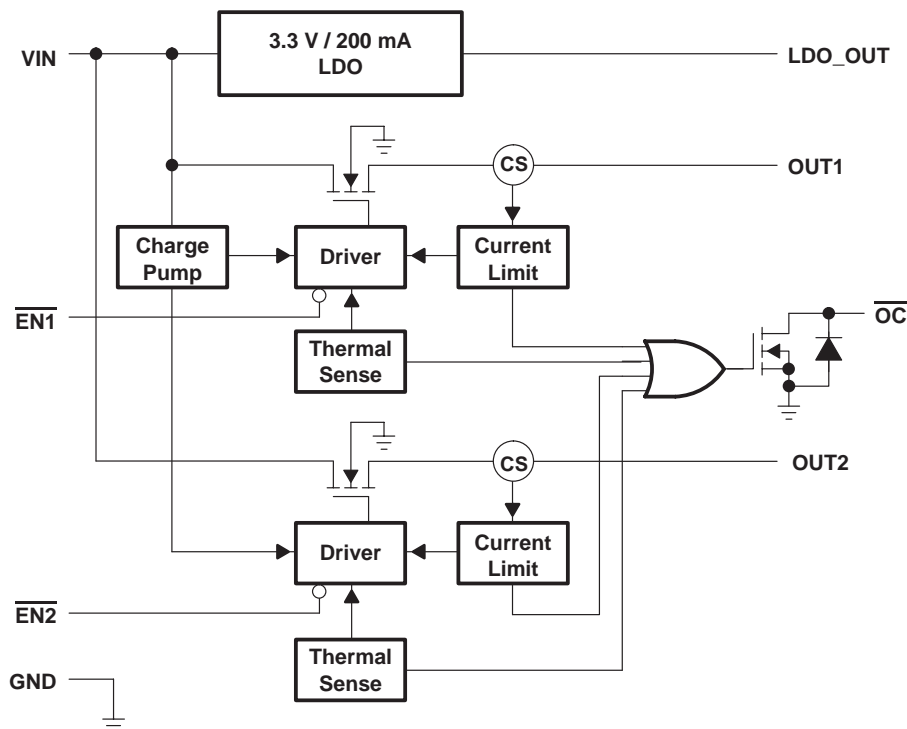 VIN
3.3 V / 200 mA
LDO
LDO_OUT
CS
OUT1
Charge
Pump
Driver
Current
Limit
EN1
OC
Thermal
Sense
CS
OUT2
Driver
Current
Limit
EN2
Thermal
Sense
GND